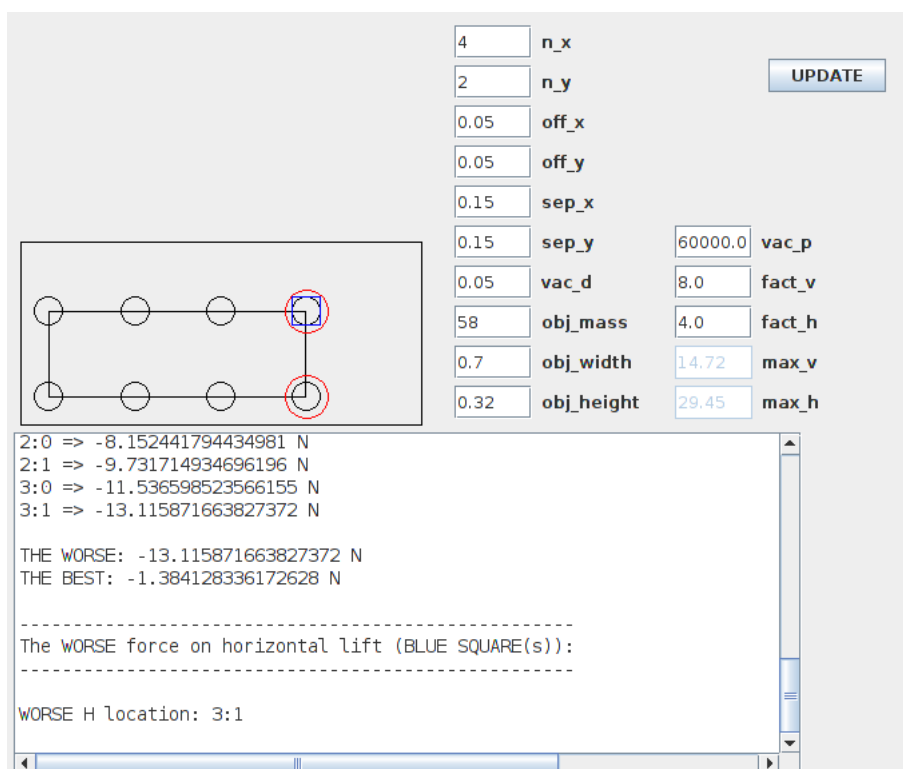 4 n_x
2 n_y
UPDATE
0.05 off_x
0.05 off_y
0.15 sep_x
0.15 sep_y 60000.0 vac_p
0.05 vac_d 8.0 fact_v
58 obj_mass 4.0 fact_h
0.7 obj_width 14.72 max_v
0.32 obj_height 29.45 max_h
2:0 => -8.152441794434981 N
2:1 => -9.731714934696196 N
3:0 => -11.536598523566155 N
3:1 => -13.115871663827372 N
THE WORSE: -13.115871663827372 N
THE BEST: -1.384128336172628 N
----------------------------------------------------
The WORSE force on horizontal lift (BLUE SQUARE(s)):
----------------------------------------------------
WORSE H location: 3:1